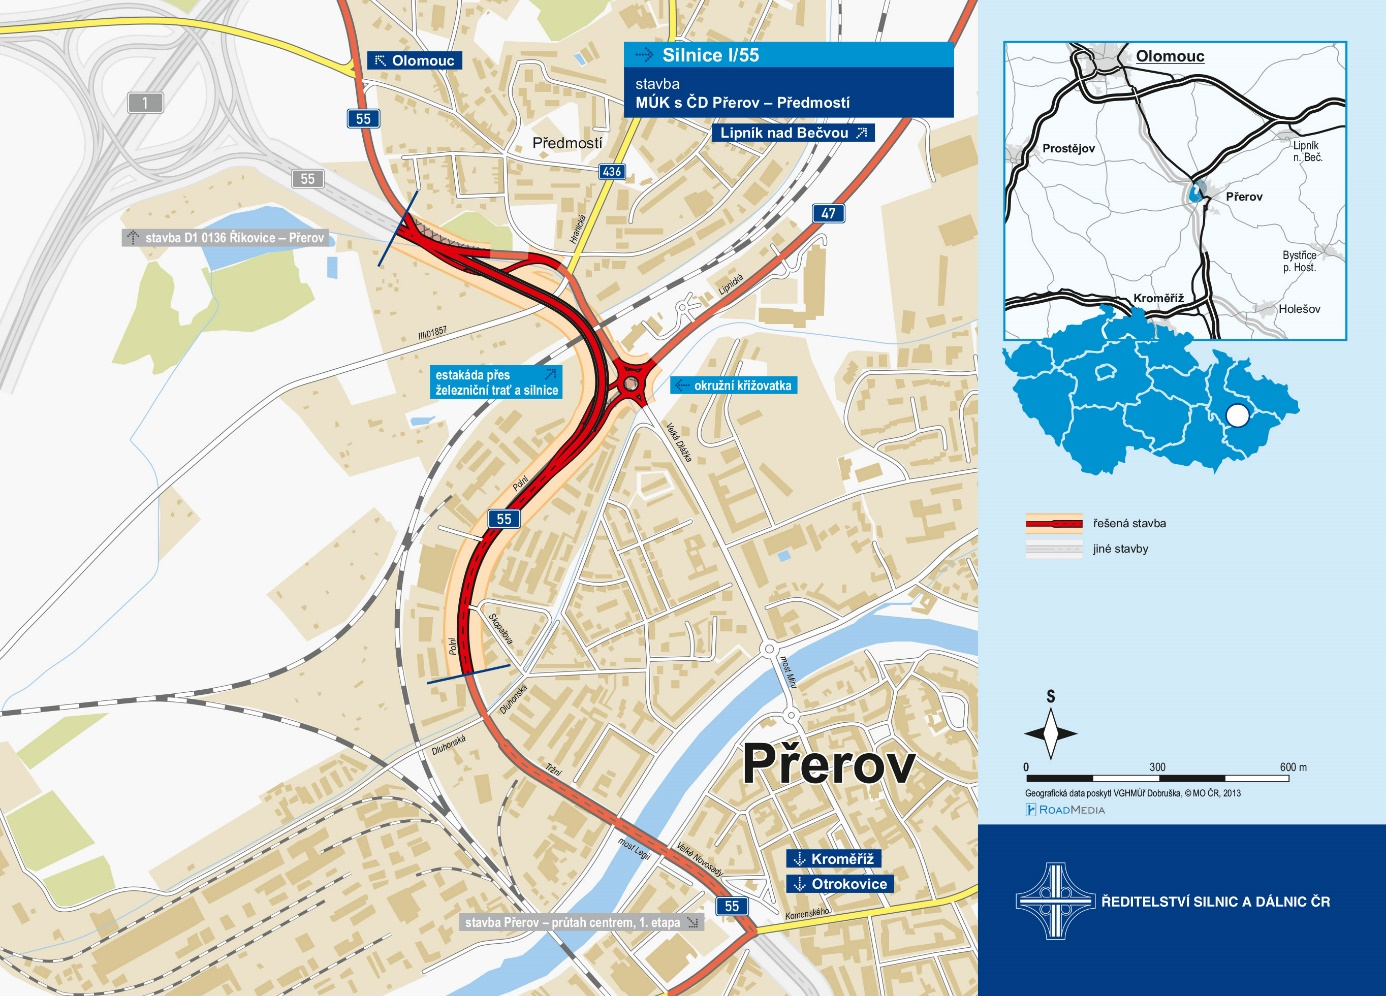 Silnice I/55
stavba
MÚK s ČD Přerov – Předmostí
Olomouc
Lipník nad Bečvou
1
55
55
Předmostí
436
47
stavba D1 0136 Říkovice – Přerov
Hranická
Lipnická
III/01857
estakáda přes
železniční trať a silnice
okružní křižovatka
Velká Dlážka
Polní
55
Skopalova
Polní
most Míru
Dluhonská
Dluhonská
Tržní
Přerov
most Legií
Velké Novosady
Kroměříž
Otrokovice
55
Komenského
stavba Přerov – průtah centrem, 1. etapa
Olomouc
Prostějov
Lipník
n. Beč.
Přerov
Bystřice
p. Host.
Kroměříž
Holešov
řešená stavba
jiné stavby
S
0 300 600 m
Geografická data poskytl VGHMÚř Dobruška, © MO ČR, 2013
ROADMEDIA
ŘEDITELSTVÍ SILNIC A DÁLNIC ČR